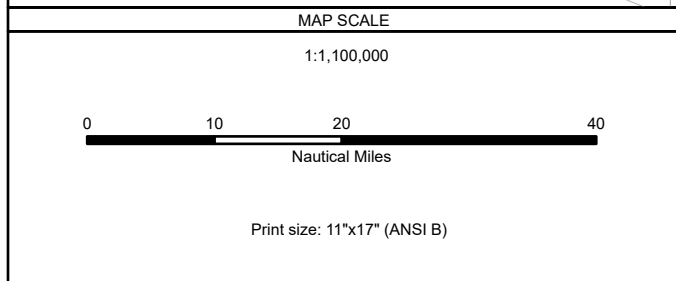 MAP SCALE
1:1,100,000
0 10 20 40
Nautical Miles
Print size: 11"x17" (ANSI B)